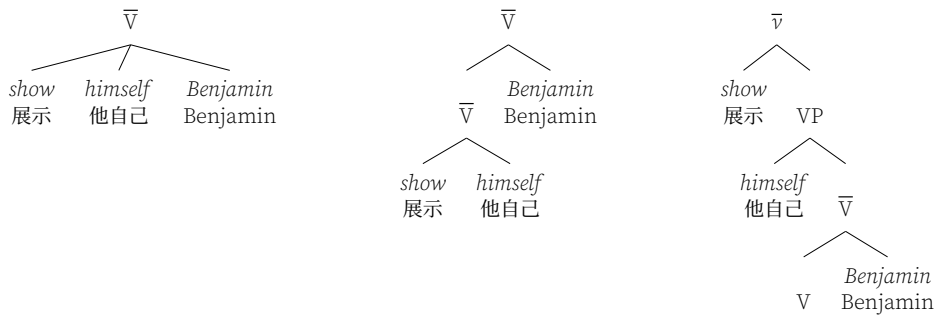 V̅ V̅ v̅
show himself Benjamin Benjamin show
展示 他自己 Benjamin V̅ Benjamin 展示 VP
show himself himself
展示 他自己 他自己 V̅
Benjamin
V Benjamin